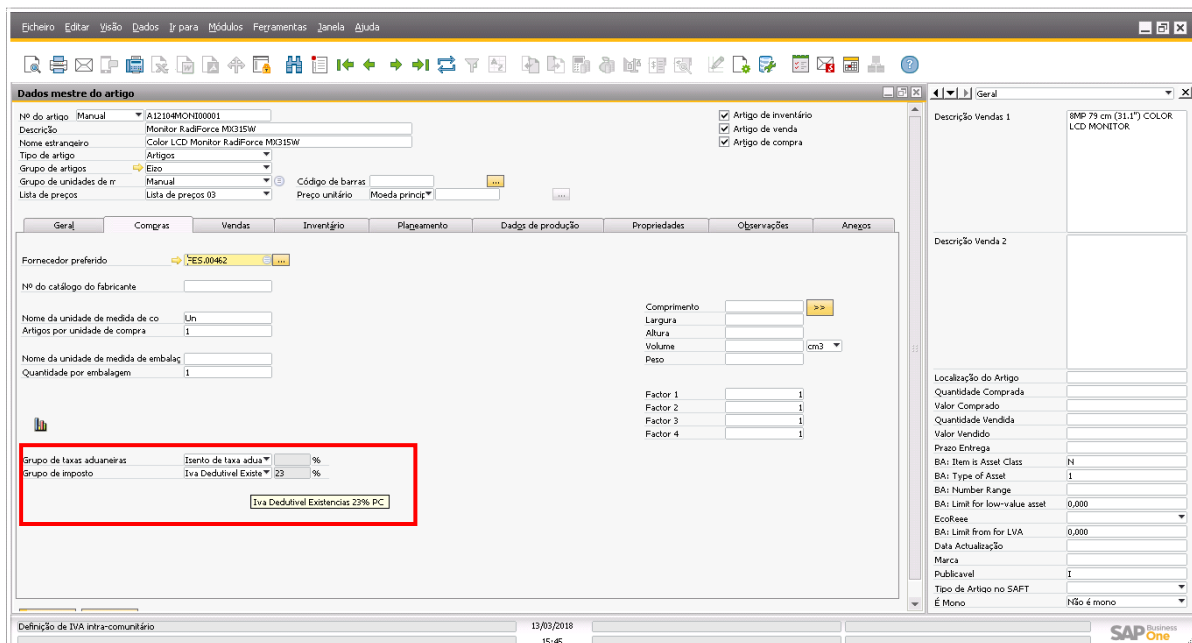 Ficheiro Editar Visão Dados Ir para Módulos Ferramentas Janela Ajuda
Dados mestre do artigo
Nº do artigo Manual A12104MONI00001
Descrição Monitor RadiForce MX315W
Nome estrangeiro Color LCD Monitor RadiForce MX315W
Tipo de artigo Artigos
Grupo de artigos Eizo
Grupo de unidades de m Manual Código de barras ...
Lista de preços Lista de preços 03 Preço unitário Moeda princip ...
Artigo de inventário
Artigo de venda
Artigo de compra
Geral Compras Vendas Inventário Planeamento Dados de produção Propriedades Observações Anexos
Fornecedor preferido FES.00462 ...
Nº do catálogo do fabricante
Nome da unidade de medida de co Un
Artigos por unidade de compra 1
Nome da unidade de medida de embalaç
Quantidade por embalagem 1
Comprimento >>
Largura
Altura
Volume cm3
Peso
Factor 1 1
Factor 2 1
Factor 3 1
Factor 4 1
Grupo de taxas aduaneiras Isento de taxa adua %
Grupo de imposto Iva Dedutivel Existe 23 %
Iva Dedutivel Existencias 23% PC
Geral
Descrição Vendas 1 8MP 79 cm (31.1") COLOR
LCD MONITOR
Descrição Venda 2
Localização do Artigo
Quantidade Comprada
Valor Comprado
Quantidade Vendida
Valor Vendido
Prazo Entrega
BA: Item is Asset Class N
BA: Type of Asset 1
BA: Number Range
BA: Limit for low-value asset 0,000
EcoReee
BA: Limit from for LVA 0,000
Data Actualização
Marca
Publicavel I
Tipo de Artigo no SAFT
É Mono Não é mono
Definição de IVA intra-comunitário 13/03/2018
15:45
SAP Business One